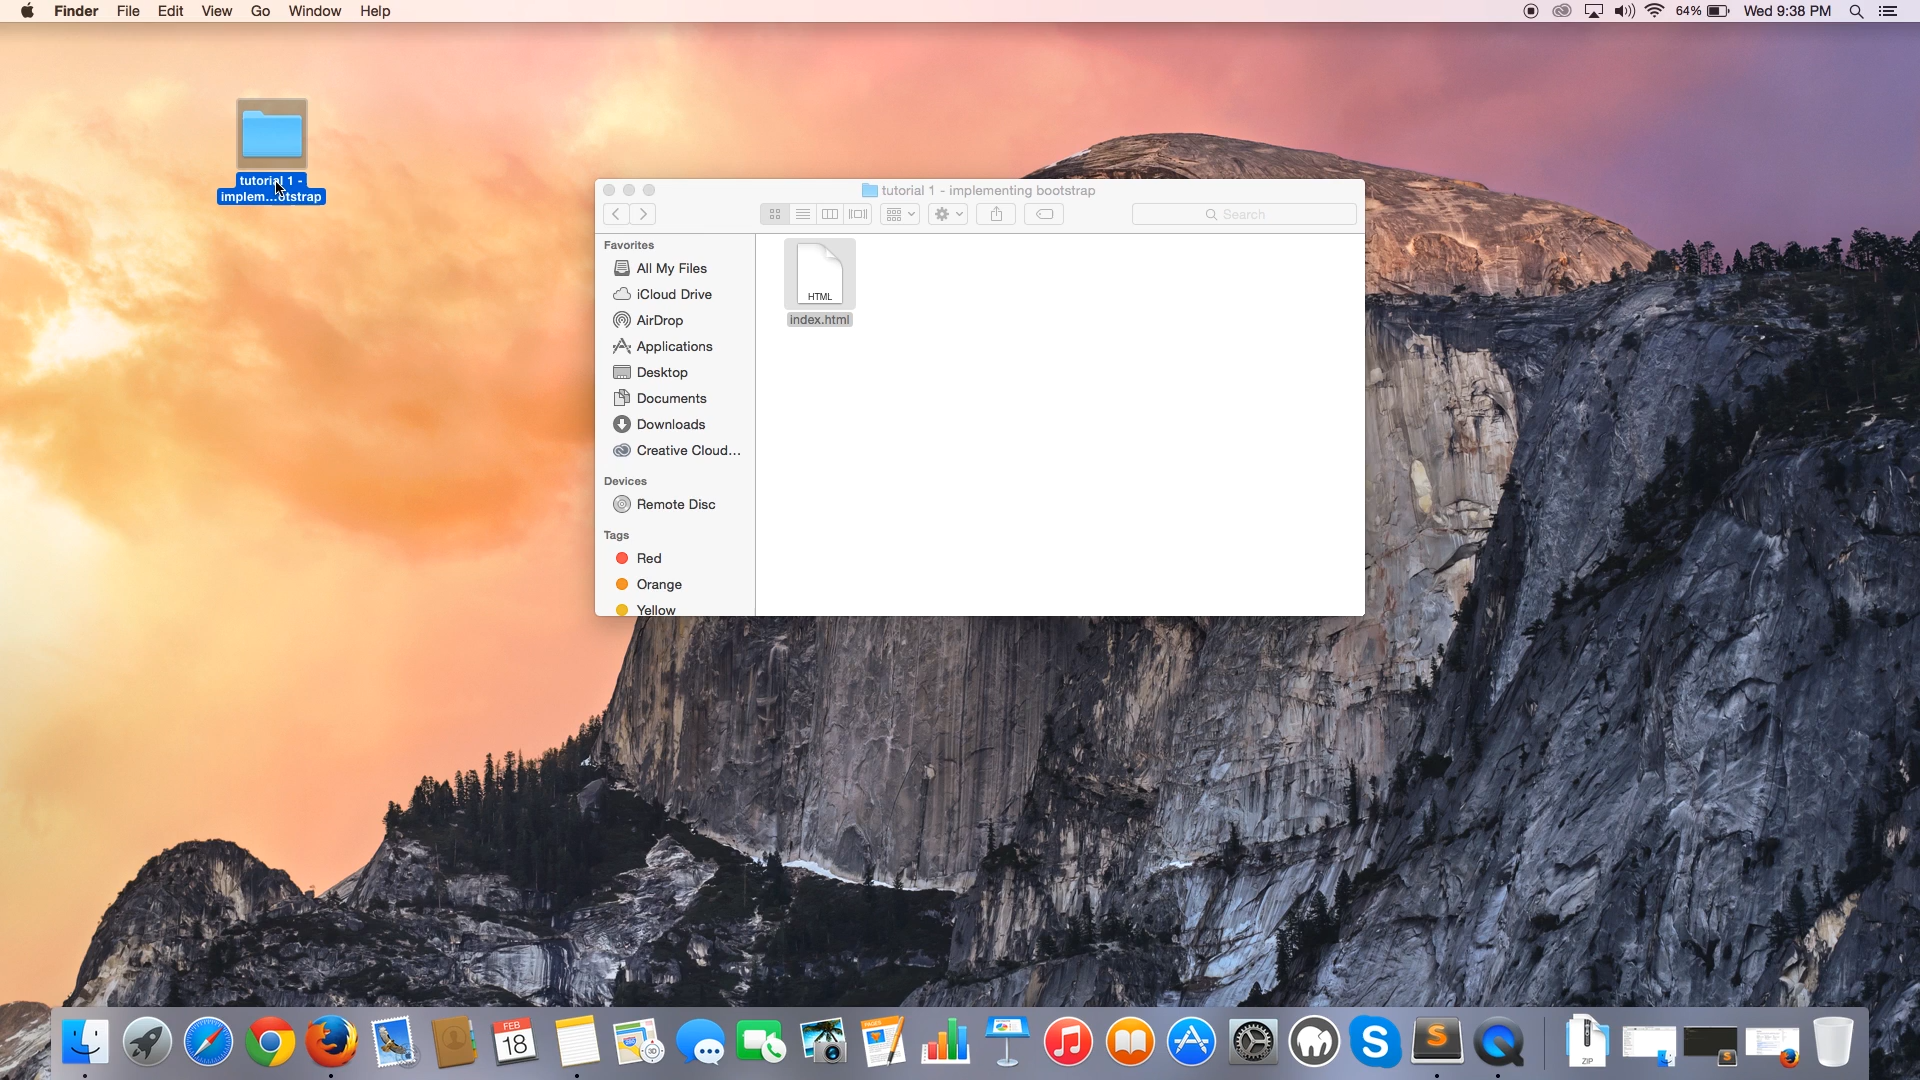 Finder File Edit View Go Window Help
64% Wed 9:38 PM
tutorial 1 -
implem...otstrap
tutorial 1 - implementing bootstrap
Search
Favorites
All My Files
iCloud Drive
AirDrop
Applications
Desktop
Documents
Downloads
Creative Cloud...
Devices
Remote Disc
Tags
Red
Orange
Yellow
HTML
index.html
FEB
18
PAGES
ZIP